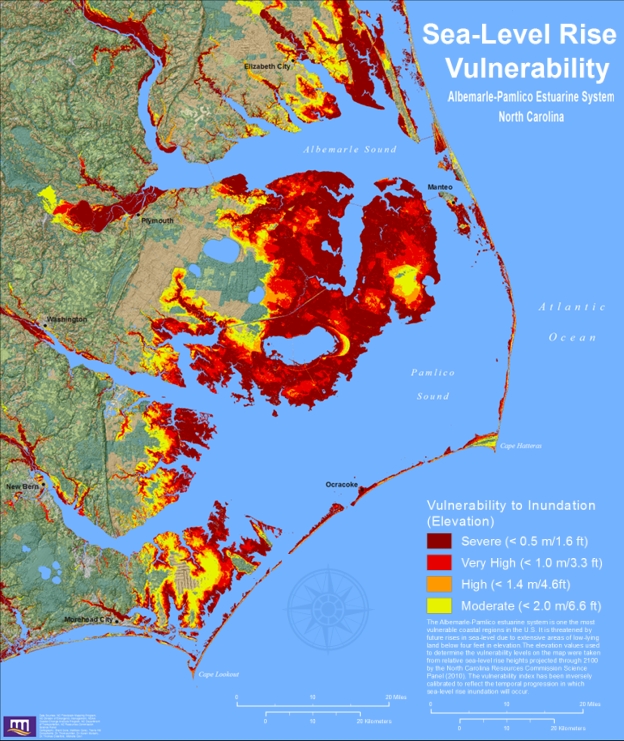 Sea-Level Rise
Vulnerability
Albemarle-Pamlico Estuarine System
North Carolina
Elizabeth City
Albemarle Sound
Manteo
Plymouth
Washington
Atlantic
Ocean
Pamlico
Sound
Cape Hatteras
New Bern
Ocracoke
Vulnerability to Inundation
(Elevation)
Severe (< 0.5 m/1.6 ft)
Very High (< 1.0 m/3.3 ft)
High (< 1.4 m/4.6ft)
Moderate (< 2.0 m/6.6 ft)
The Albemarle-Pamlico estuarine system is one the most
vulnerable coastal regions in the U.S. It is threatened by
future rises in sea-level due to extensive areas of low-lying
land below four feet in elevation.The elevation values used
to determine the vulnerability levels on the map were taken
from relative sea-level rise heights projected through 2100
by the North Carolina Resources Commission Science
Panel (2010). The vulnerability index has been inversely
calibrated to reflect the temporal progression in which
sea-level rise inundation will occur.
Morehead City
Cape Lookout
0 10 20 Miles
0 10 20 Kilometers
0 10 20 Miles
0 10 20 Kilometers